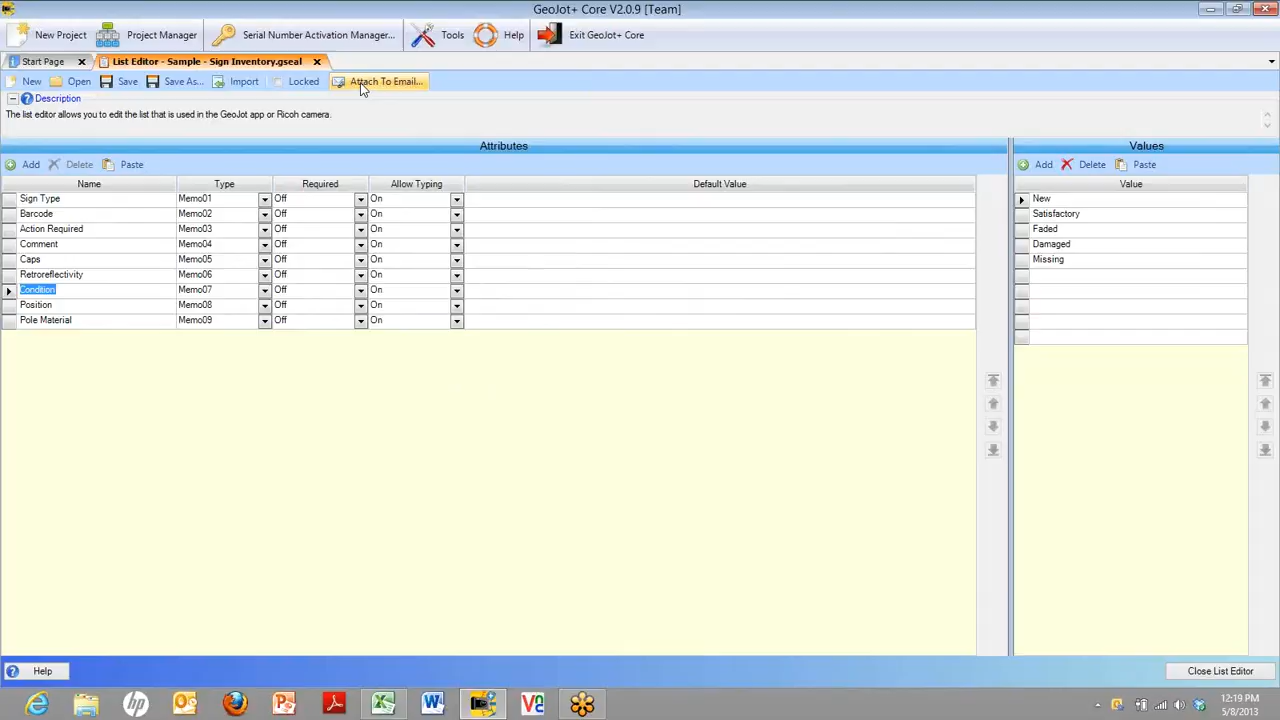 GeoJot+ Core V2.0.9 [Team]
New Project Project Manager Serial Number Activation Manager... Tools Help Exit GeoJot+ Core
Start Page List Editor - Sample - Sign Inventory.gseal
New Open Save Save As... Import Locked Attach To Email...
Description
The list editor allows you to edit the list that is used in the GeoJot app or Ricoh camera.
Attributes Values
Add Delete Paste Add Delete Paste
Name Type Required Allow Typing Default Value Value
Sign Type Memo01 Off On New
Barcode Memo02 Off On Satisfactory
Action Required Memo03 Off On Faded
Comment Memo04 Off On Damaged
Caps Memo05 Off On Missing
Retroreflectivity Memo06 Off On
Condition Memo07 Off On
Position Memo08 Off On
Pole Material Memo09 Off On
Help Close List Editor
12:19 PM
5/8/2013